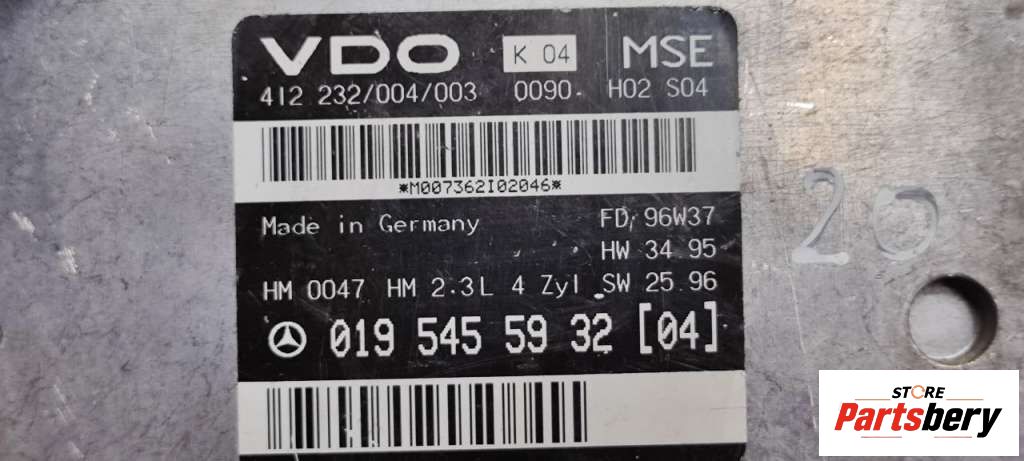 VDO K 04 MSE
412 232/004/003 0090 H02 S04
*M007362I02046*
Made in Germany FD, 96W37
HW 34.95
HM 0047 HM 2.3L 4 Zyl SW 25.96
019 545 59 32 [04]
20
STORE
Partsbery